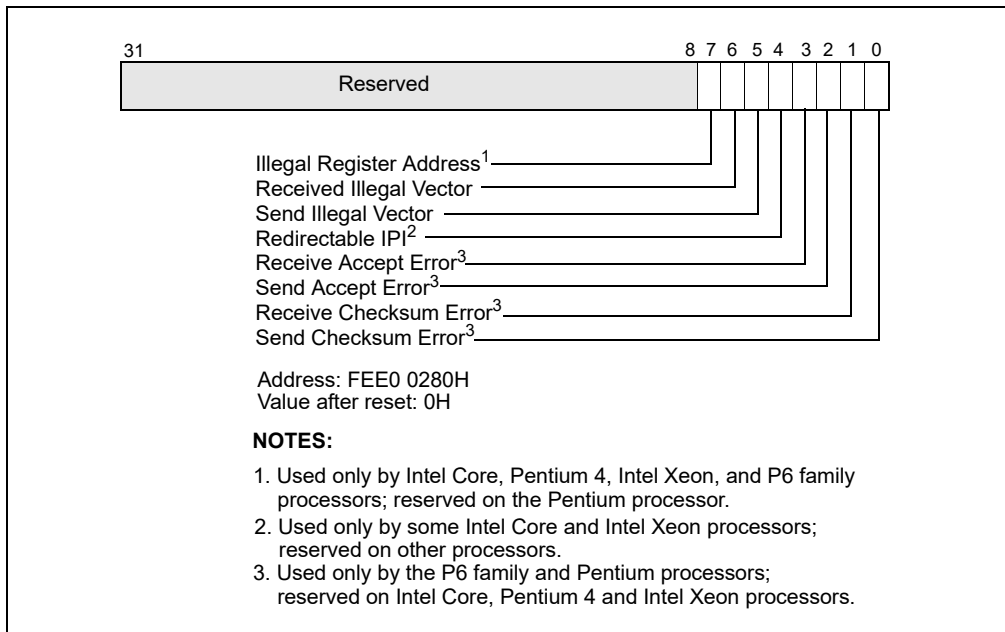 31 8 7 6 5 4 3 2 1 0
Reserved
Illegal Register Address1
Received Illegal Vector
Send Illegal Vector
Redirectable IPI2
Receive Accept Error3
Send Accept Error3
Receive Checksum Error3
Send Checksum Error3
Address: FEE0 0280H
Value after reset: 0H
NOTES:
1. Used only by Intel Core, Pentium 4, Intel Xeon, and P6 family
processors; reserved on the Pentium processor.
2. Used only by some Intel Core and Intel Xeon processors;
reserved on other processors.
3. Used only by the P6 family and Pentium processors;
reserved on Intel Core, Pentium 4 and Intel Xeon processors.